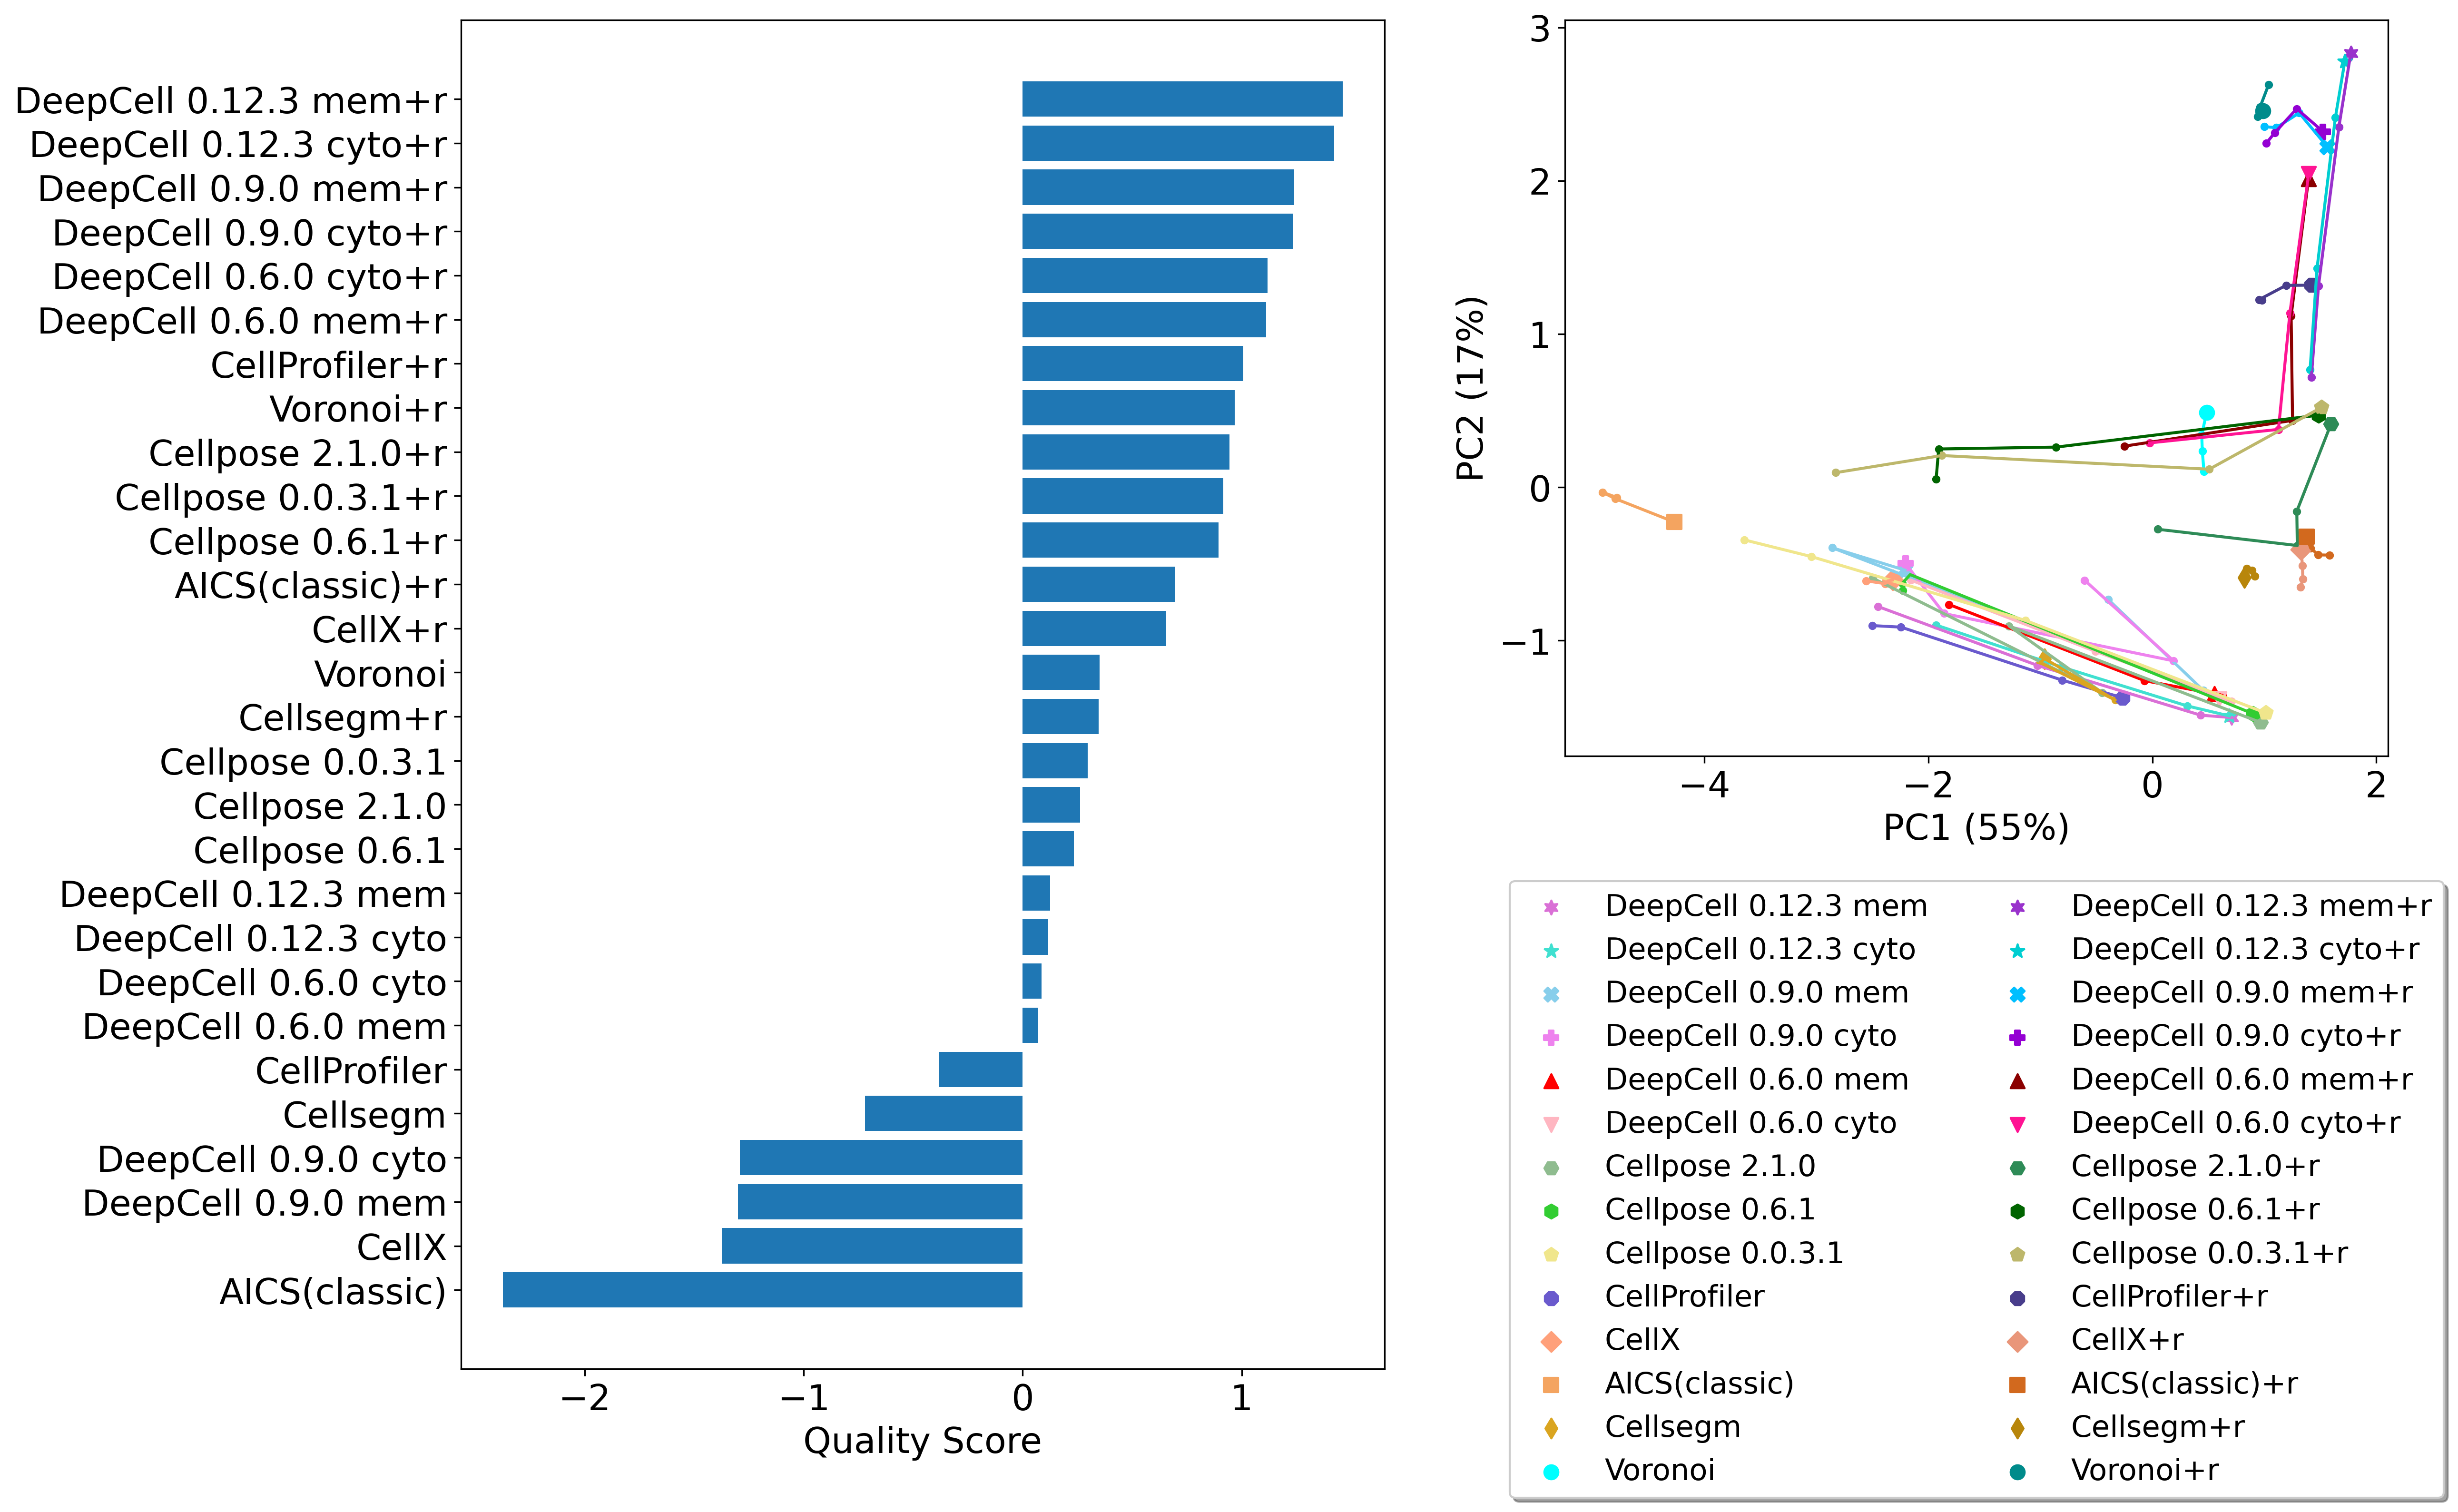 DeepCell 0.12.3 mem+r
DeepCell 0.12.3 cyto+r
DeepCell 0.9.0 mem+r
DeepCell 0.9.0 cyto+r
DeepCell 0.6.0 cyto+r
DeepCell 0.6.0 mem+r
CellProfiler+r
Voronoi+r
Cellpose 2.1.0+r
Cellpose 0.0.3.1+r
Cellpose 0.6.1+r
AICS(classic)+r
CellX+r
Voronoi
Cellsegm+r
Cellpose 0.0.3.1
Cellpose 2.1.0
Cellpose 0.6.1
DeepCell 0.12.3 mem
DeepCell 0.12.3 cyto
DeepCell 0.6.0 cyto
DeepCell 0.6.0 mem
CellProfiler
Cellsegm
DeepCell 0.9.0 cyto
DeepCell 0.9.0 mem
CellX
AICS(classic)
−2 −1 0 1
Quality Score
3
2
1
0
−1
PC2 (17%)
−4 −2 0 2
PC1 (55%)
DeepCell 0.12.3 mem
DeepCell 0.12.3 cyto
DeepCell 0.9.0 mem
DeepCell 0.9.0 cyto
DeepCell 0.6.0 mem
DeepCell 0.6.0 cyto
Cellpose 2.1.0
Cellpose 0.6.1
Cellpose 0.0.3.1
CellProfiler
CellX
AICS(classic)
Cellsegm
Voronoi
DeepCell 0.12.3 mem+r
DeepCell 0.12.3 cyto+r
DeepCell 0.9.0 mem+r
DeepCell 0.9.0 cyto+r
DeepCell 0.6.0 mem+r
DeepCell 0.6.0 cyto+r
Cellpose 2.1.0+r
Cellpose 0.6.1+r
Cellpose 0.0.3.1+r
CellProfiler+r
CellX+r
AICS(classic)+r
Cellsegm+r
Voronoi+r